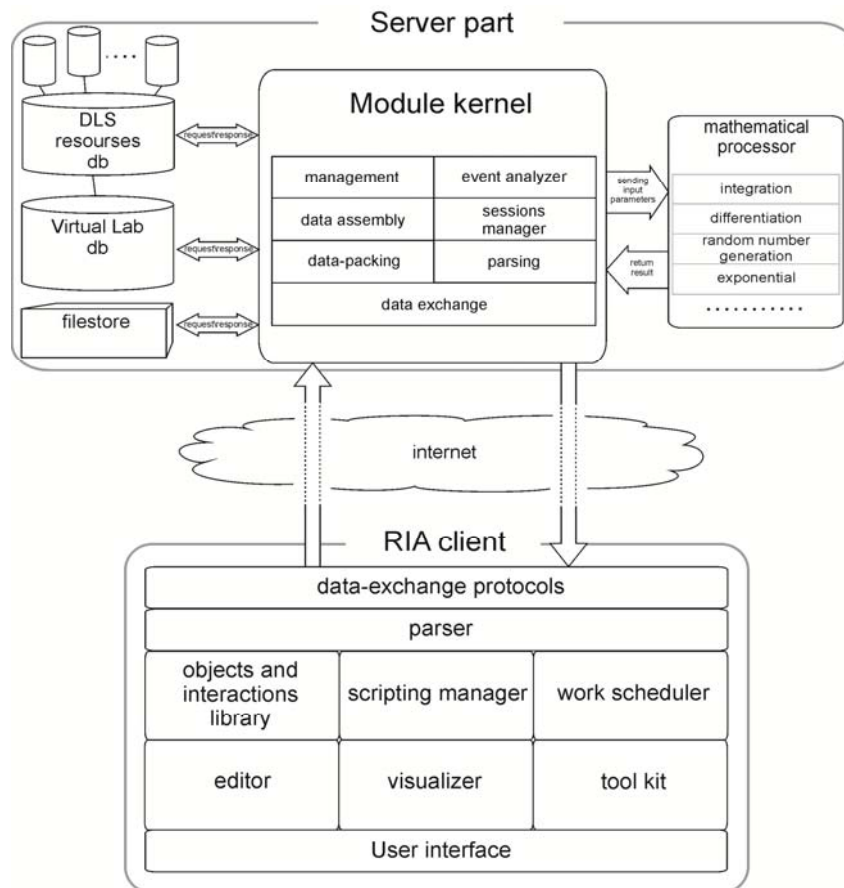 Server part
DLS
resourses
db
Virtual Lab
db
filestore
request\response
request\response
request\response
Module kernel
management
event analyzer
data assembly
sessions
manager
data-packing
parsing
data exchange
sending
input
parameters
return
result
mathematical
processor
integration
differentiation
random number
generation
exponential
internet
RIA client
data-exchange protocols
parser
objects and
interactions
library
scripting manager
work scheduler
editor
visualizer
tool kit
User interface